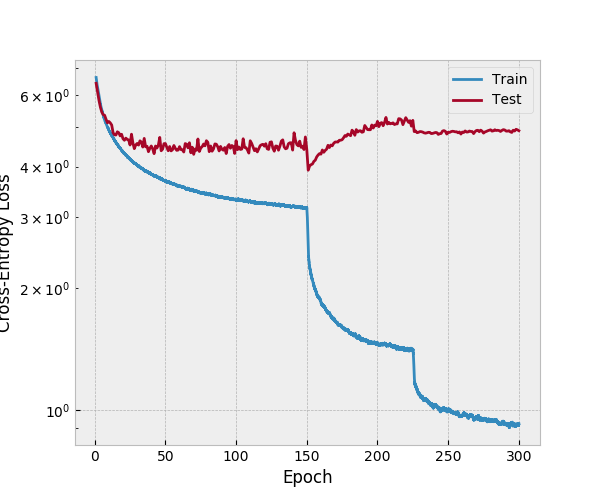 Train
Test
6 × 10⁰
4 × 10⁰
3 × 10⁰
2 × 10⁰
10⁰
Cross-Entropy Loss
0 50 100 150 200 250 300
Epoch